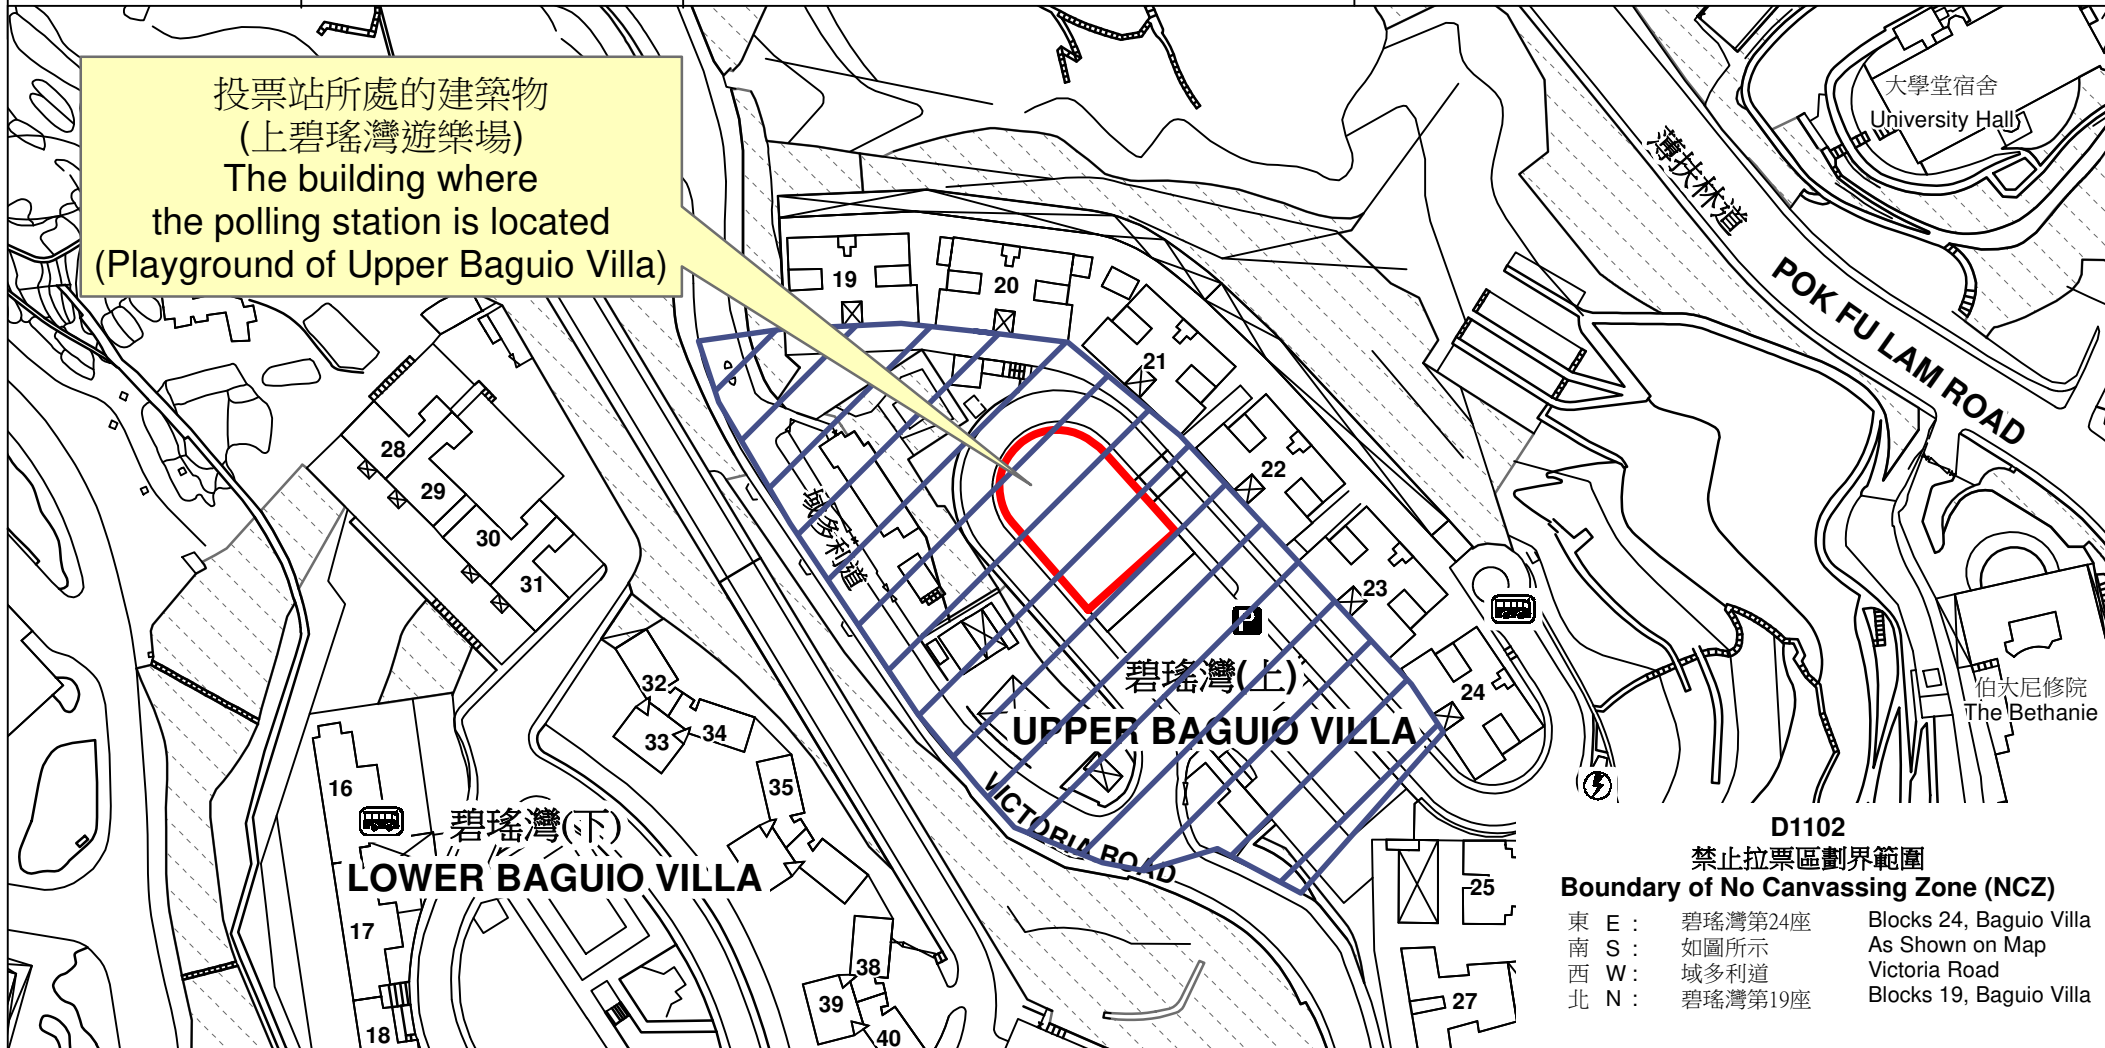 投票站所處的建築物
(上碧瑤灣遊樂場)
The building where
the polling station is located
(Playground of Upper Baguio Villa)
大學堂宿舍
University Hall
薄扶林道
POK FU LAM ROAD
19
20
21
22
23
24
28
29
30
31
域多利道
P
碧瑤灣(上)
UPPER BAGUIO VILLA
VICTORIA ROAD
伯大尼修院
The Bethanie
32
33
34
35
16
碧瑤灣(下)
LOWER BAGUIO VILLA
17
18
38
39
40
25
27
D1102
禁止拉票區劃界範圍
Boundary of No Canvassing Zone (NCZ)
東 E : 碧瑤灣第24座 Blocks 24, Baguio Villa
南 S : 如圖所示 As Shown on Map
西 W : 域多利道 Victoria Road
北 N : 碧瑤灣第19座 Blocks 19, Baguio Villa